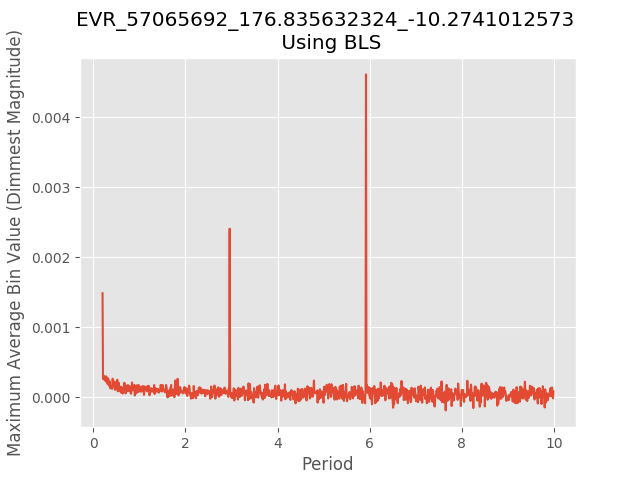 EVR_57065692_176.835632324_-10.2741012573
Using BLS
Maximum Average Bin Value (Dimmest Magnitude)
0.004
0.003
0.002
0.001
0.000
0 2 4 6 8 10
Period